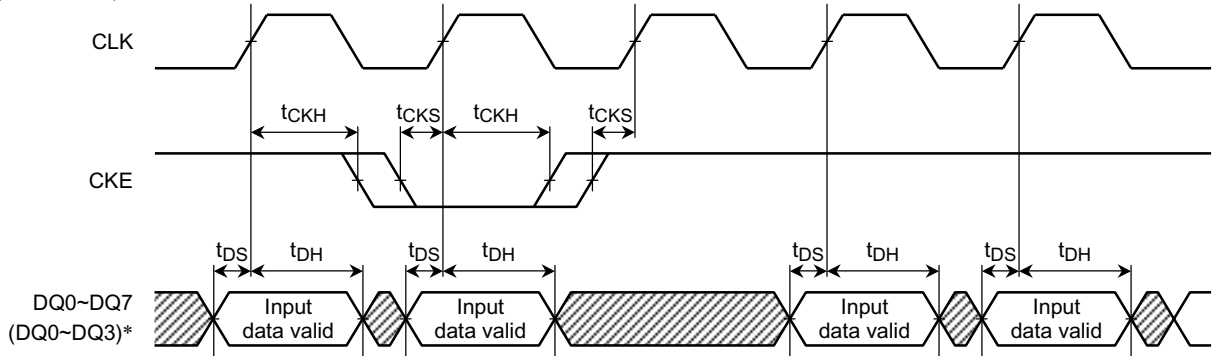 CLK
tCKH tCKS tCKH tCKS
CKE
tDS tDH tDS tDH tDS tDH tDS tDH
DQ0~DQ7
(DQ0~DQ3)*
Input
data valid
Input
data valid
Input
data valid
Input
data valid